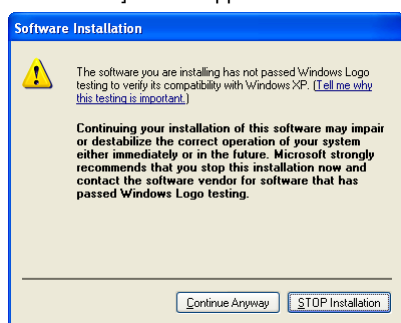 Software Installation
The software you are installing has not passed Windows Logo
testing to verify its compatibility with Windows XP. (Tell me why
this testing is important.)
Continuing your installation of this software may impair
or destabilize the correct operation of your system
either immediately or in the future. Microsoft strongly
recommends that you stop this installation now and
contact the software vendor for software that has
passed Windows Logo testing.
Continue Anyway STOP Installation